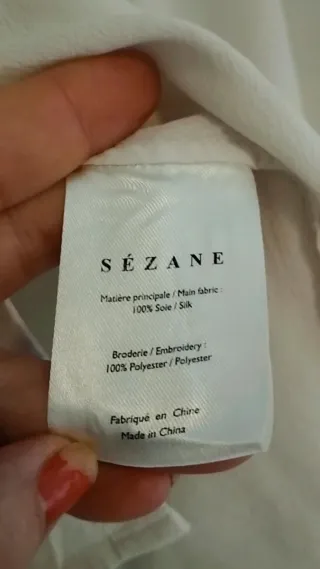 SÉZANE
Matière principale / Main fabric :
100% Soie / Silk
Broderie / Embroidery :
100% Polyester / Polyester
Fabriqué en Chine
Made in China